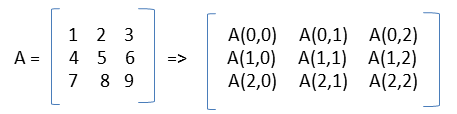 1 2 3 A(0,0) A(0,1) A(0,2)
A = 4 5 6 => A(1,0) A(1,1) A(1,2)
7 8 9 A(2,0) A(2,1) A(2,2)